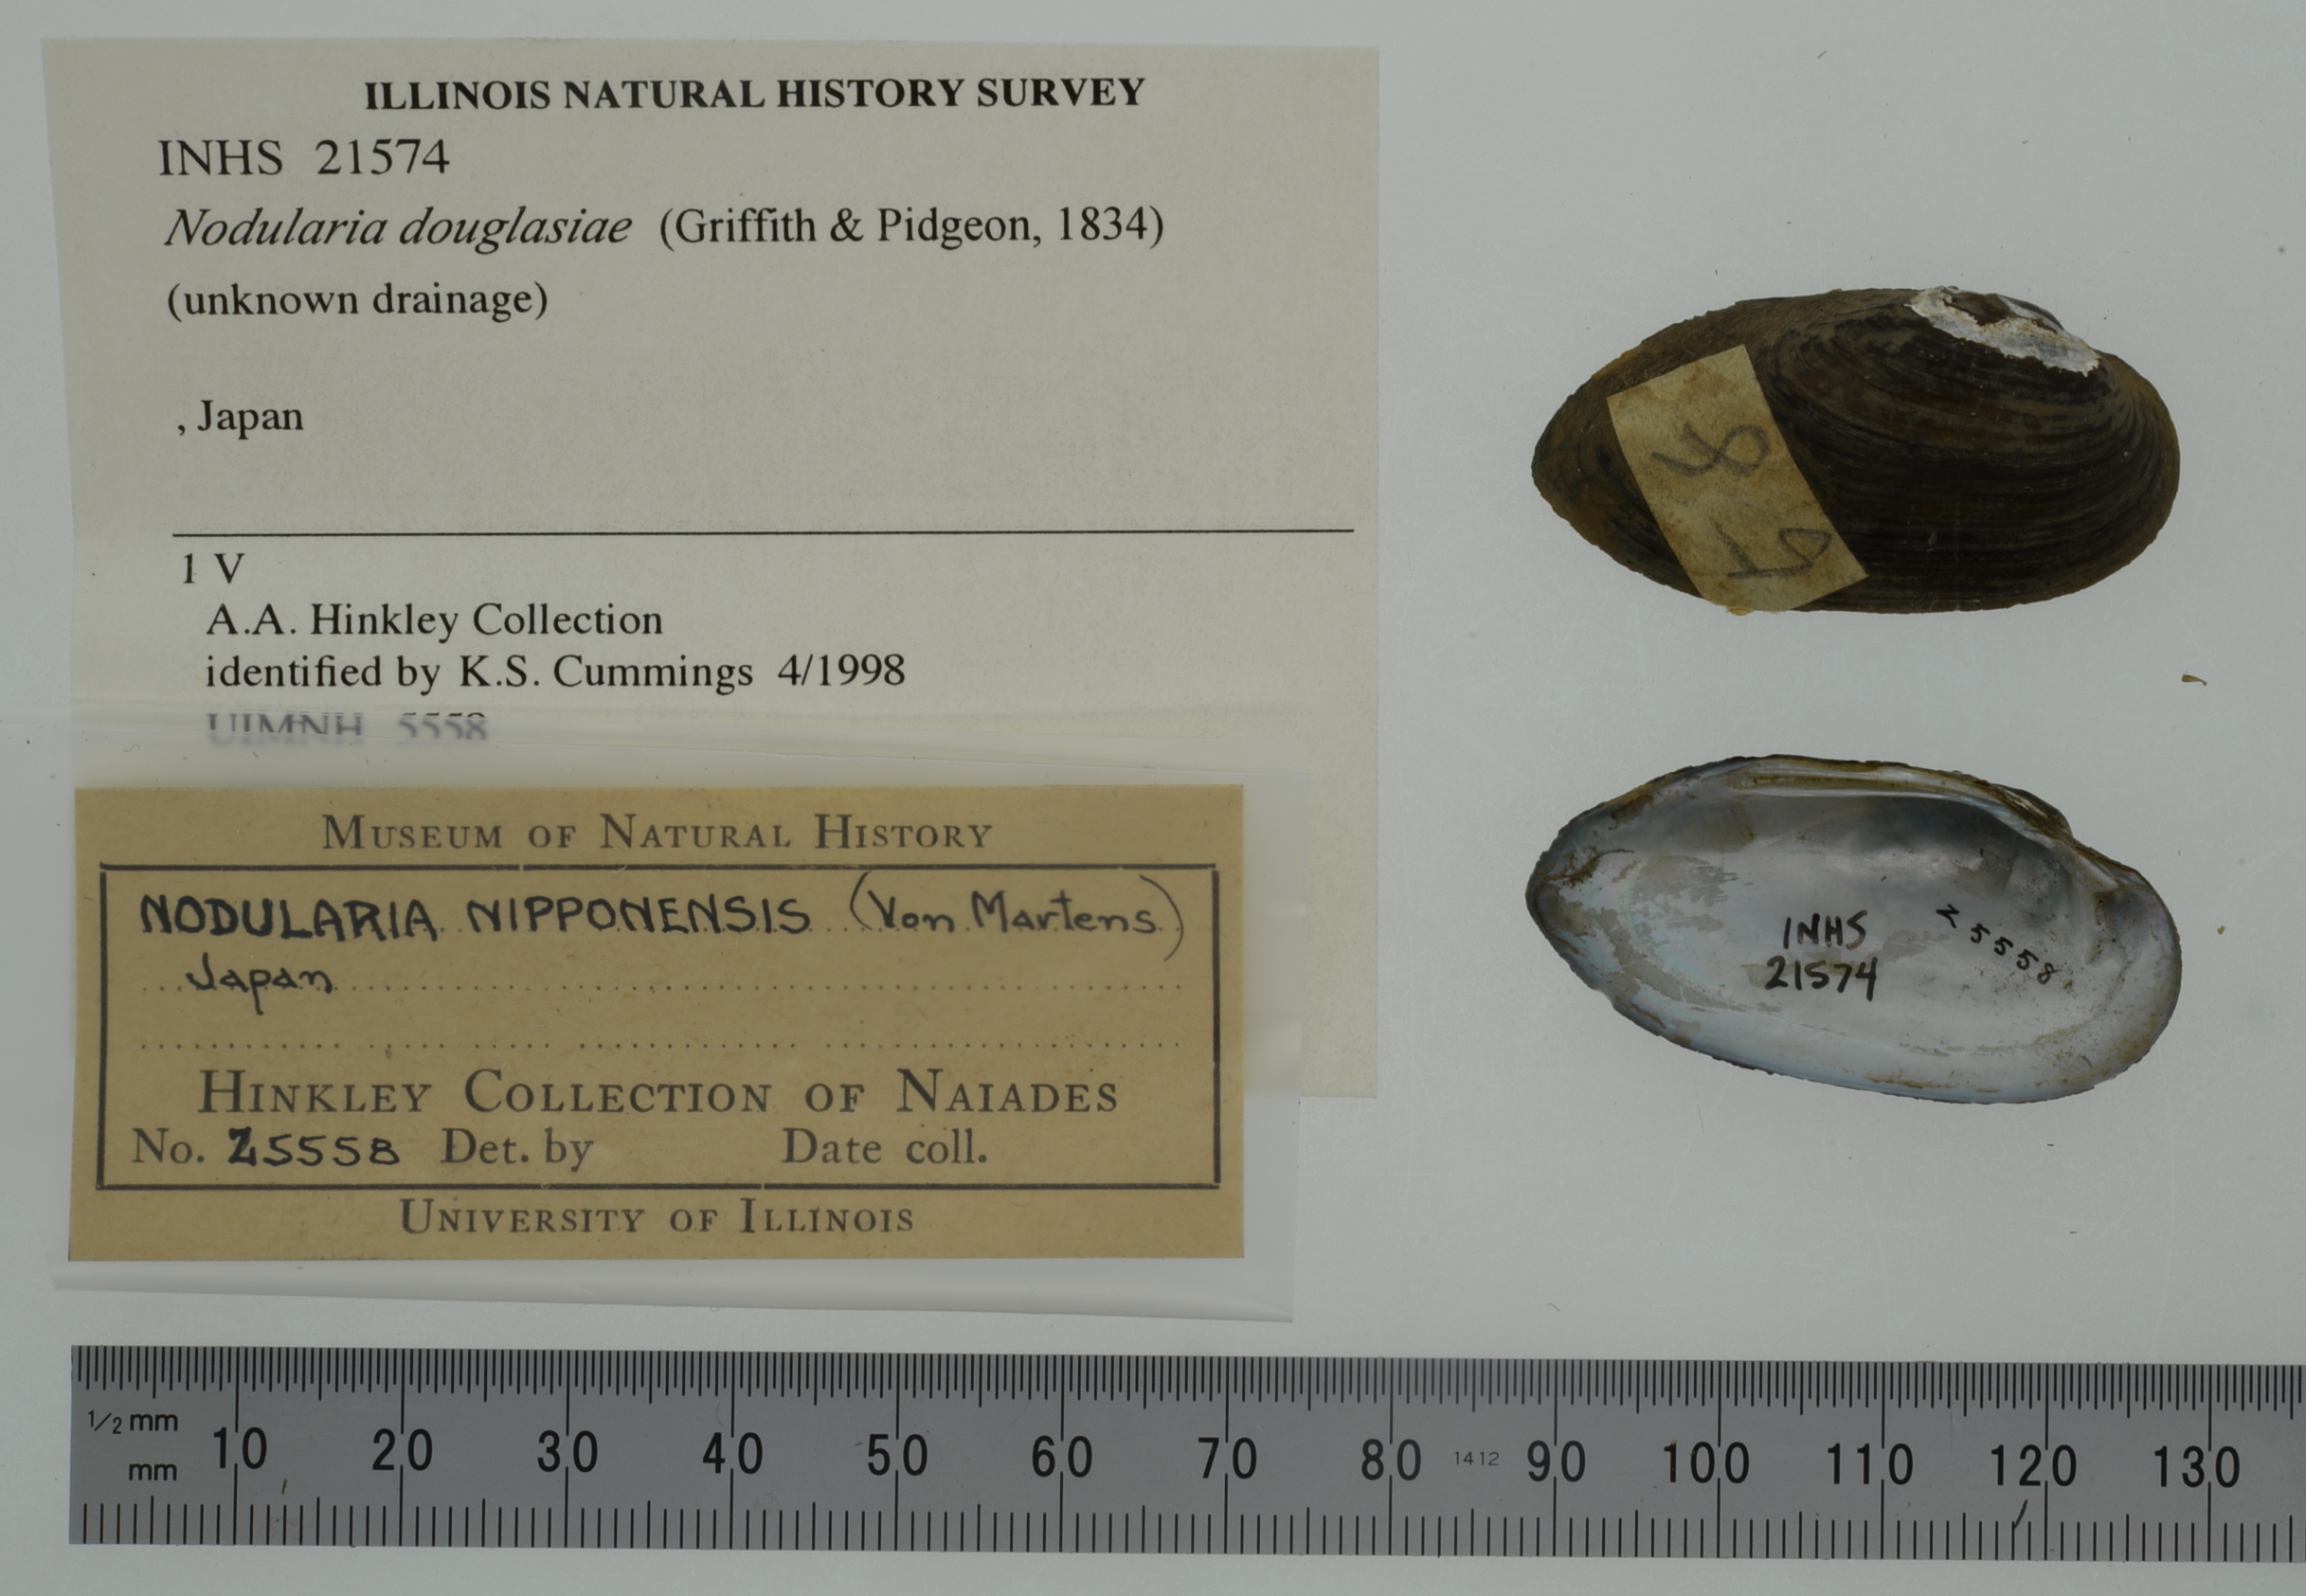 ILLINOIS NATURAL HISTORY SURVEY
INHS 21574
Nodularia douglasiae (Griffith & Pidgeon, 1834)
(unknown drainage)
, Japan
1 V
A.A. Hinkley Collection
identified by K.S. Cummings 4/1998
UIMNH 5558
MUSEUM OF NATURAL HISTORY
NODULARIA NIPPONENSIS (Von Martens)
Japan
HINKLEY COLLECTION OF NAIADES
No. Z5558 Det. by Date coll.
UNIVERSITY OF ILLINOIS
INHS
21574
Z5558
1/2 mm
mm
10 20 30 40 50 60 70 80 1412 90 100 110 120 130